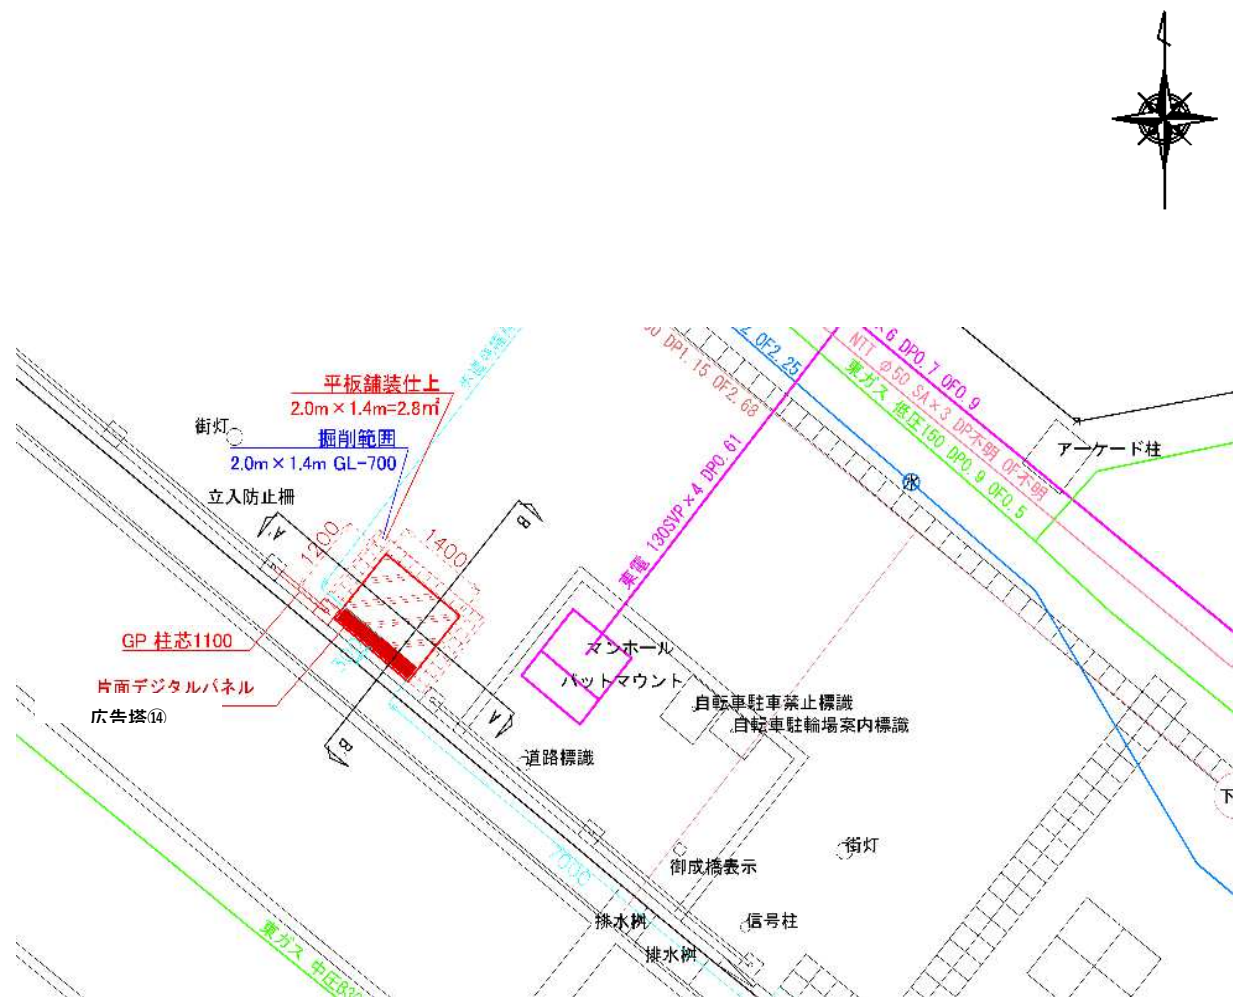 平板舗装仕上
2.0m×1.4m=2.8㎡
街灯
掘削範囲
2.0m×1.4m GL-700
立入防止柵
A'
B
1200
1400
GP 柱芯1100
片面デジタルパネル
広告塔⑭
B'
A
DP1.15 OF2.68
OF2.25
6 DP0.7 OF0.9
NTT φ50 SA×3 DP不明 OF不明
東ガス 低圧150 DP0.9 OF0.5
アーケード柱
水
東電 130SVP×4 DP0.61
マンホール
パットマウント
自転車駐車禁止標識
自転車駐輪場案内標識
道路標識
下
街灯
御成橋表示
7000
排水桝
信号柱
排水桝
東ガス 中圧B30